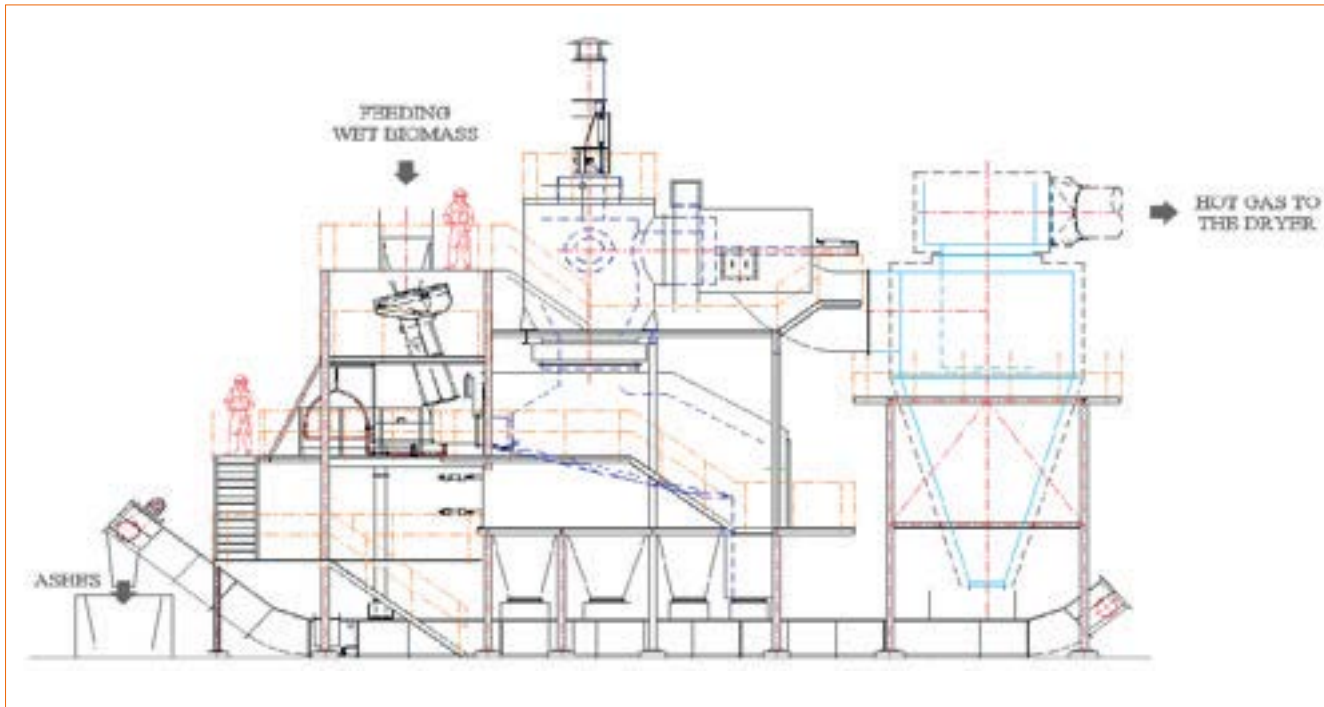 FEEDING
WET BIOMASS
HOT GAS TO
THE DRYER
ASHES